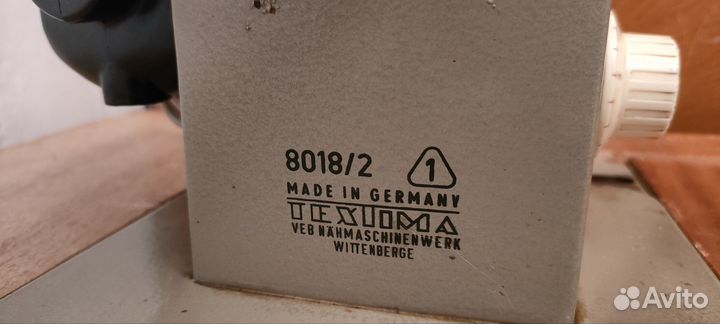 8018/2 1
MADE IN GERMANY
TEXTIMA
VEB NÄHMASCHINENWERK
WITTENBERGE
Avito